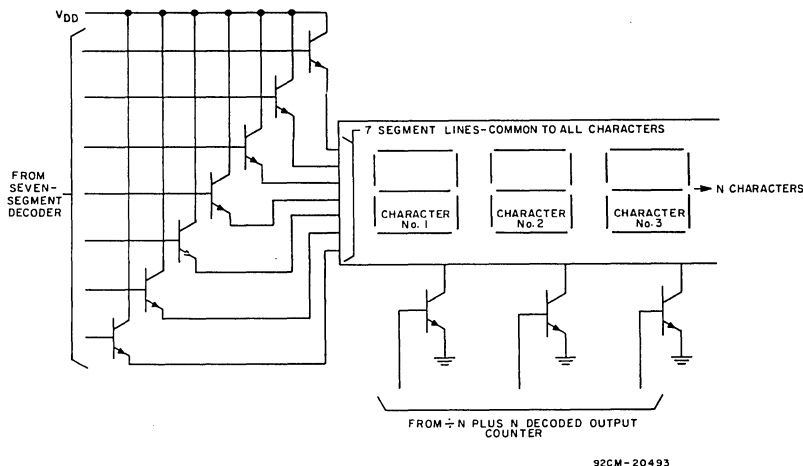 VDD
7 SEGMENT LINES-COMMON TO ALL CHARACTERS
FROM
SEVEN-
SEGMENT
DECODER
CHARACTER
No. 1
CHARACTER
No. 2
CHARACTER
No. 3
N CHARACTERS
FROM ÷ N PLUS N DECODED OUTPUT
COUNTER
92CM-20493